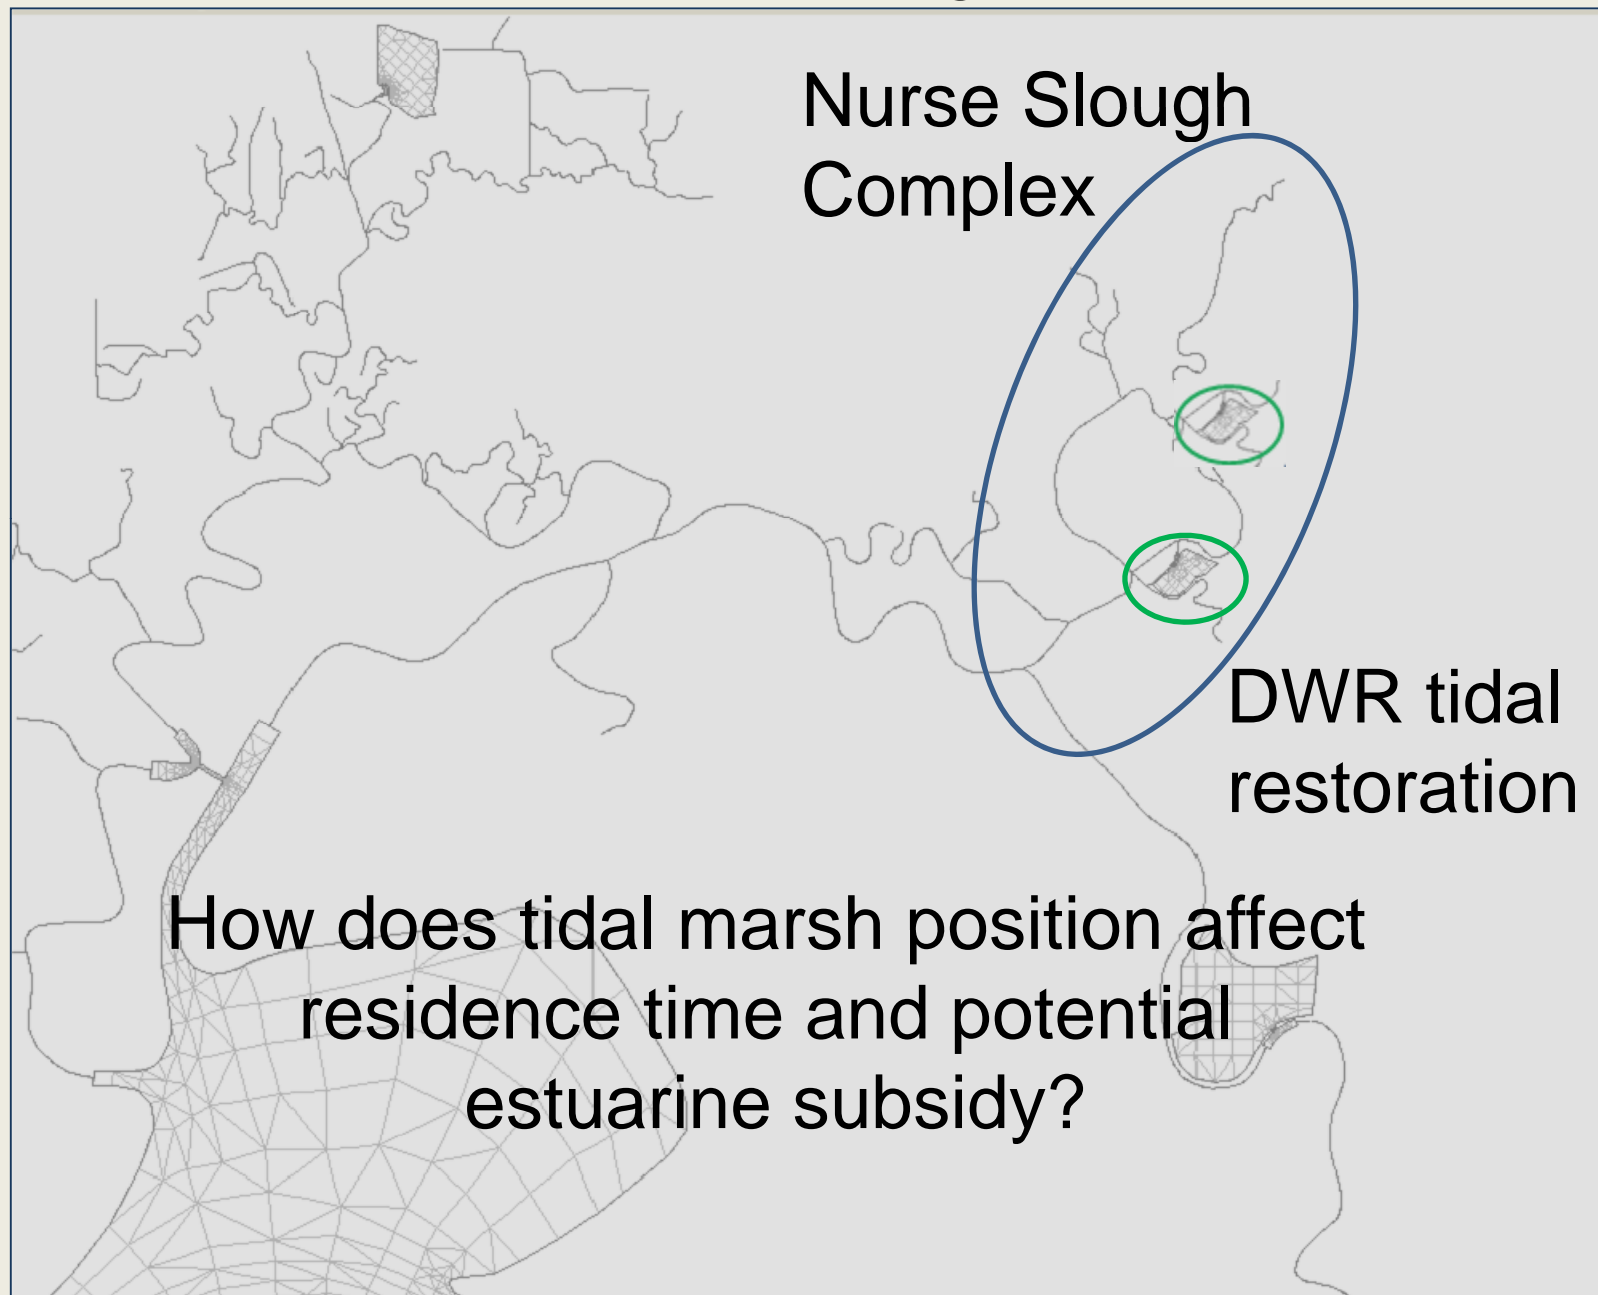 Nurse Slough
Complex
DWR tidal
restoration
How does tidal marsh position affect
residence time and potential
estuarine subsidy?